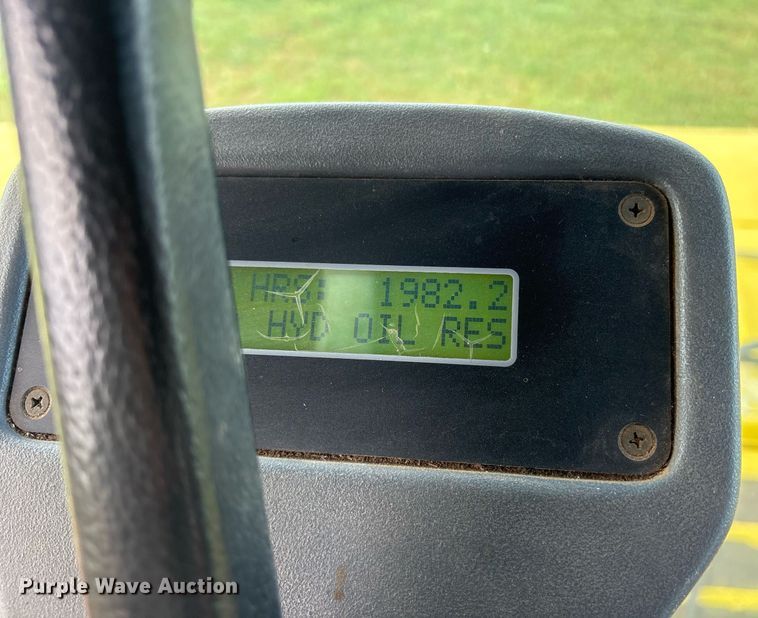 HRS: 1982.2
HYD OIL RES
Purple Wave Auction